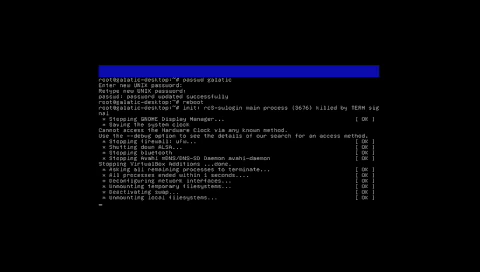 root@galatic-desktop:~# passwd galatic
Enter new UNIX password:
Retype new UNIX password:
passwd: password updated successfully
root@galatic-desktop:~# reboot
root@galatic-desktop:~# init: rcS-sulogin main process (3676) killed by TERM sig
nal
* Stopping GNOME Display Manager... [ OK ]
* Saving the system clock
Cannot access the Hardware Clock via any known method.
Use the --debug option to see the details of our search for an access method.
* Stopping firewall: ufw... [ OK ]
* Shutting down ALSA... [ OK ]
* Stopping bluetooth [ OK ]
* Stopping Avahi mDNS/DNS-SD Daemon avahi-daemon [ OK ]
Stopping VirtualBox Additions ...done.
* Asking all remaining processes to terminate... [ OK ]
* All processes ended within 1 seconds.... [ OK ]
* Deconfiguring network interfaces... [ OK ]
* Unmounting temporary filesystems... [ OK ]
* Deactivating swap... [ OK ]
* Unmounting local filesystems... [ OK ]